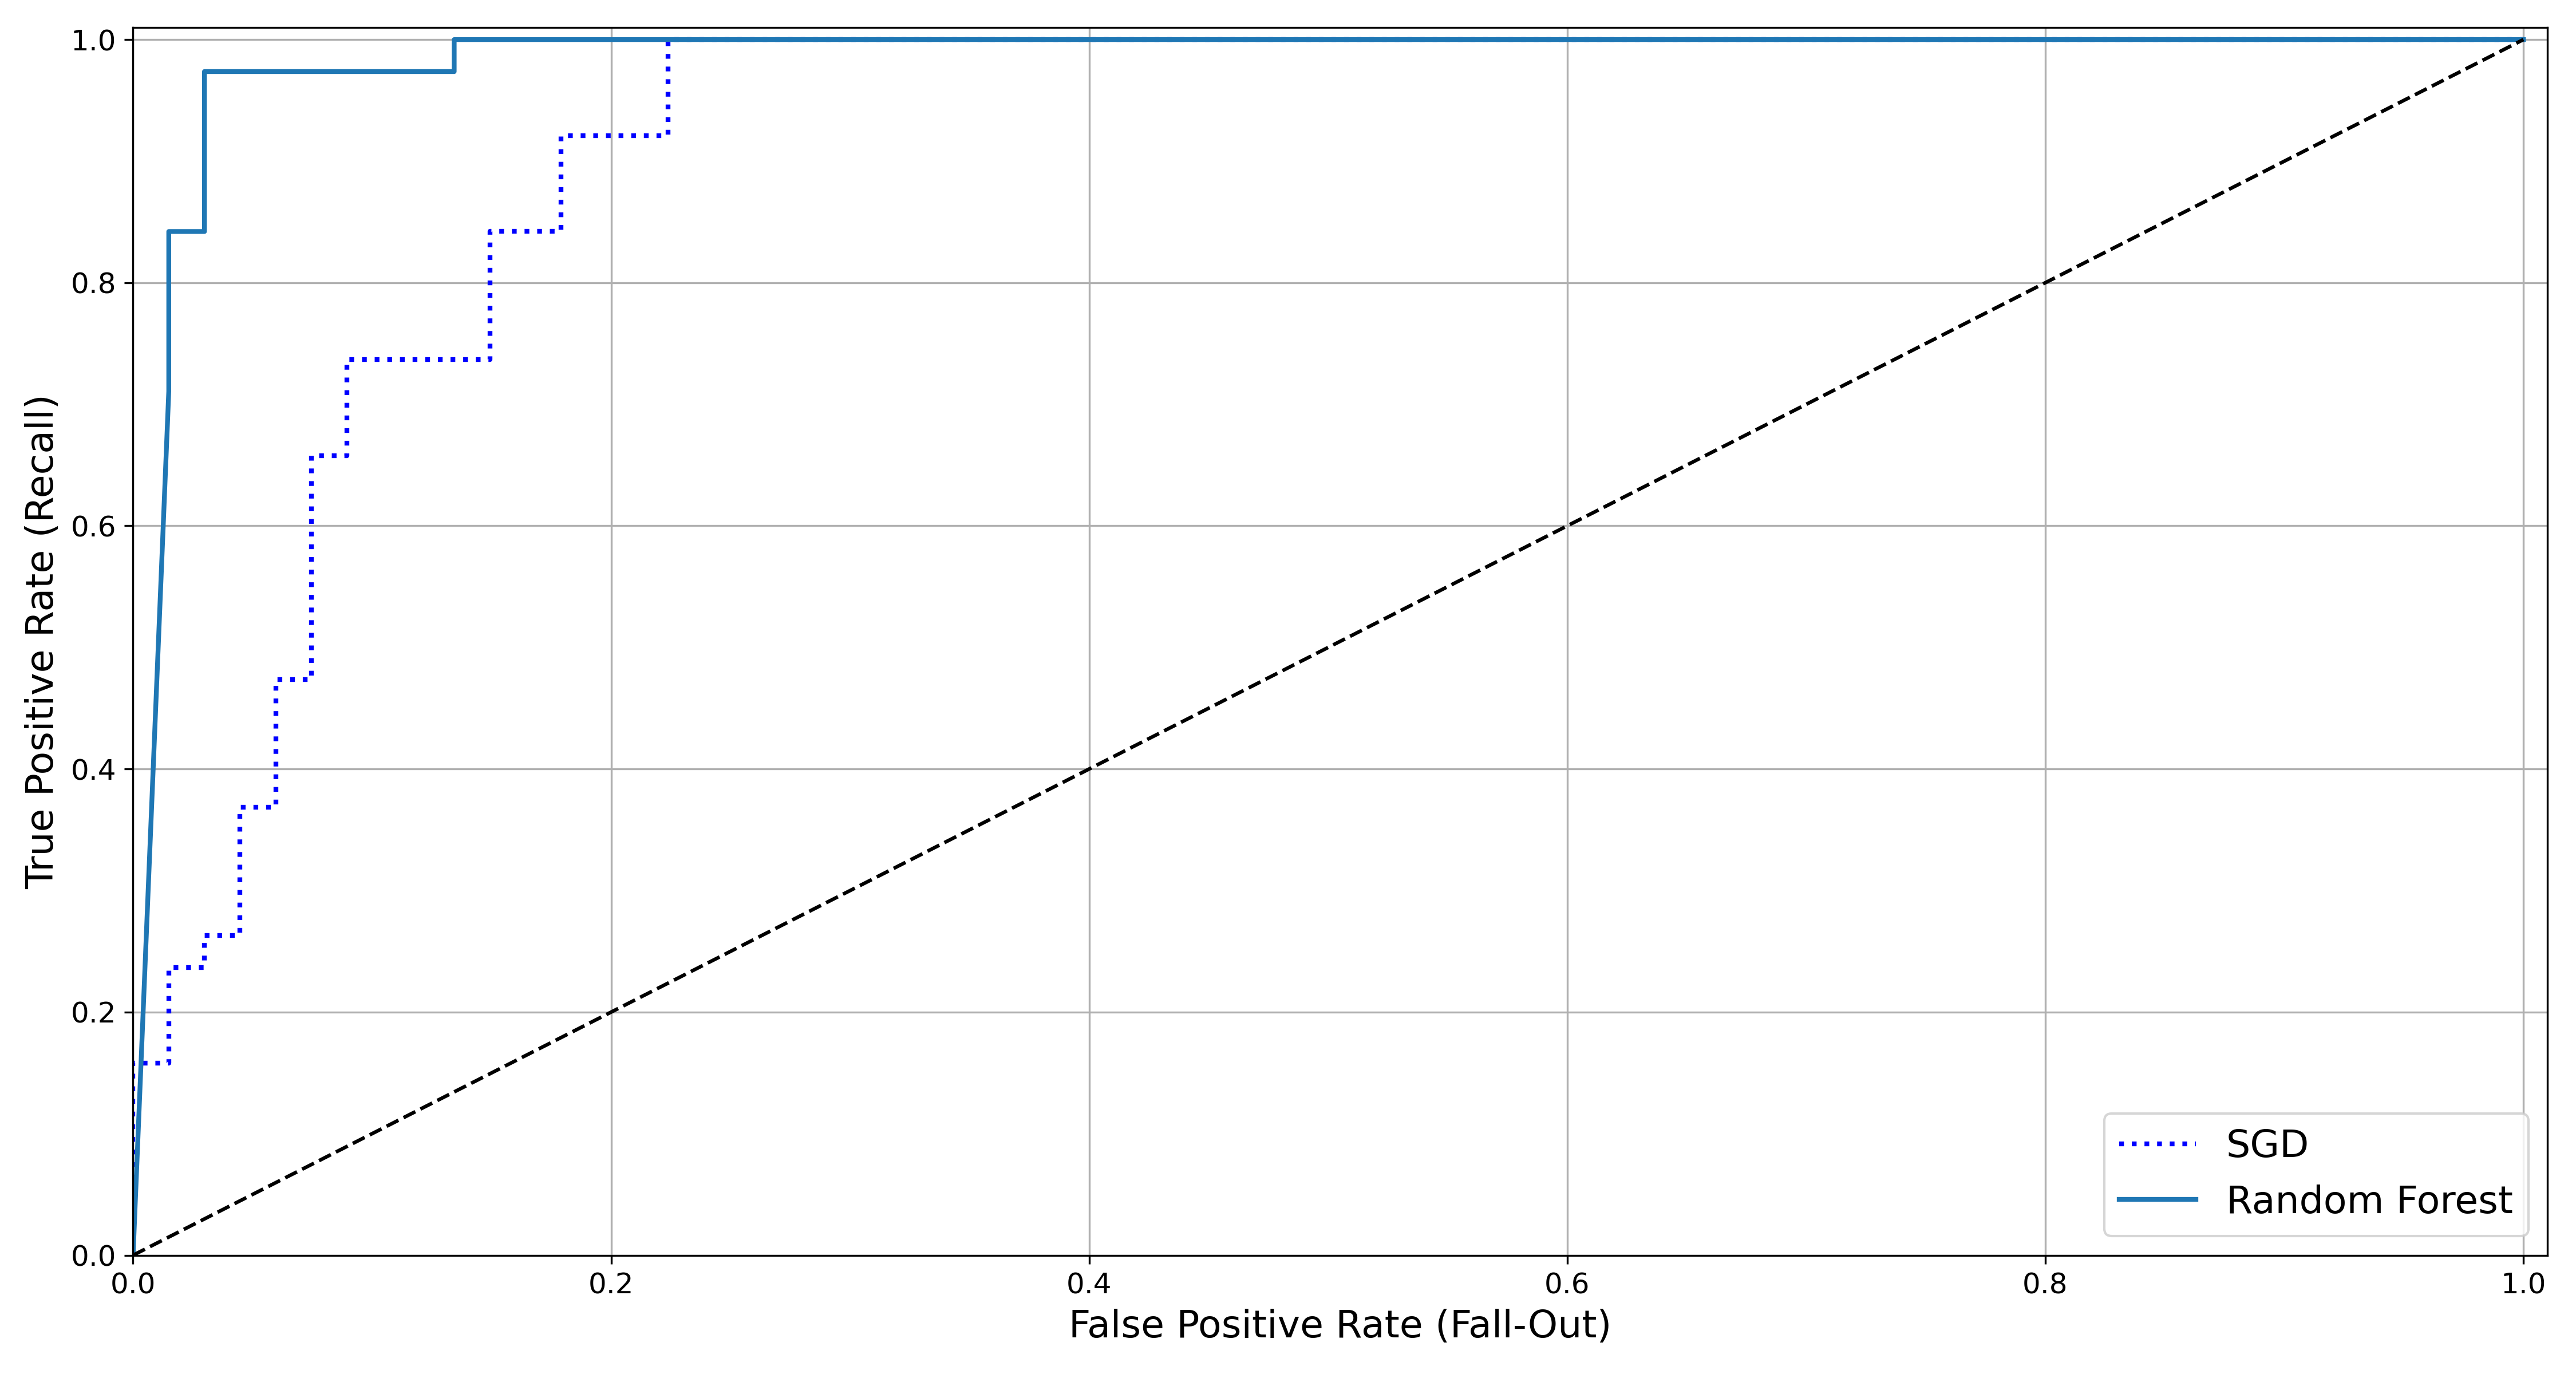 1.0
0.8
0.6
0.4
0.2
0.0
True Positive Rate (Recall)
0.0 0.2 0.4 0.6 0.8 1.0
False Positive Rate (Fall-Out)
SGD
Random Forest